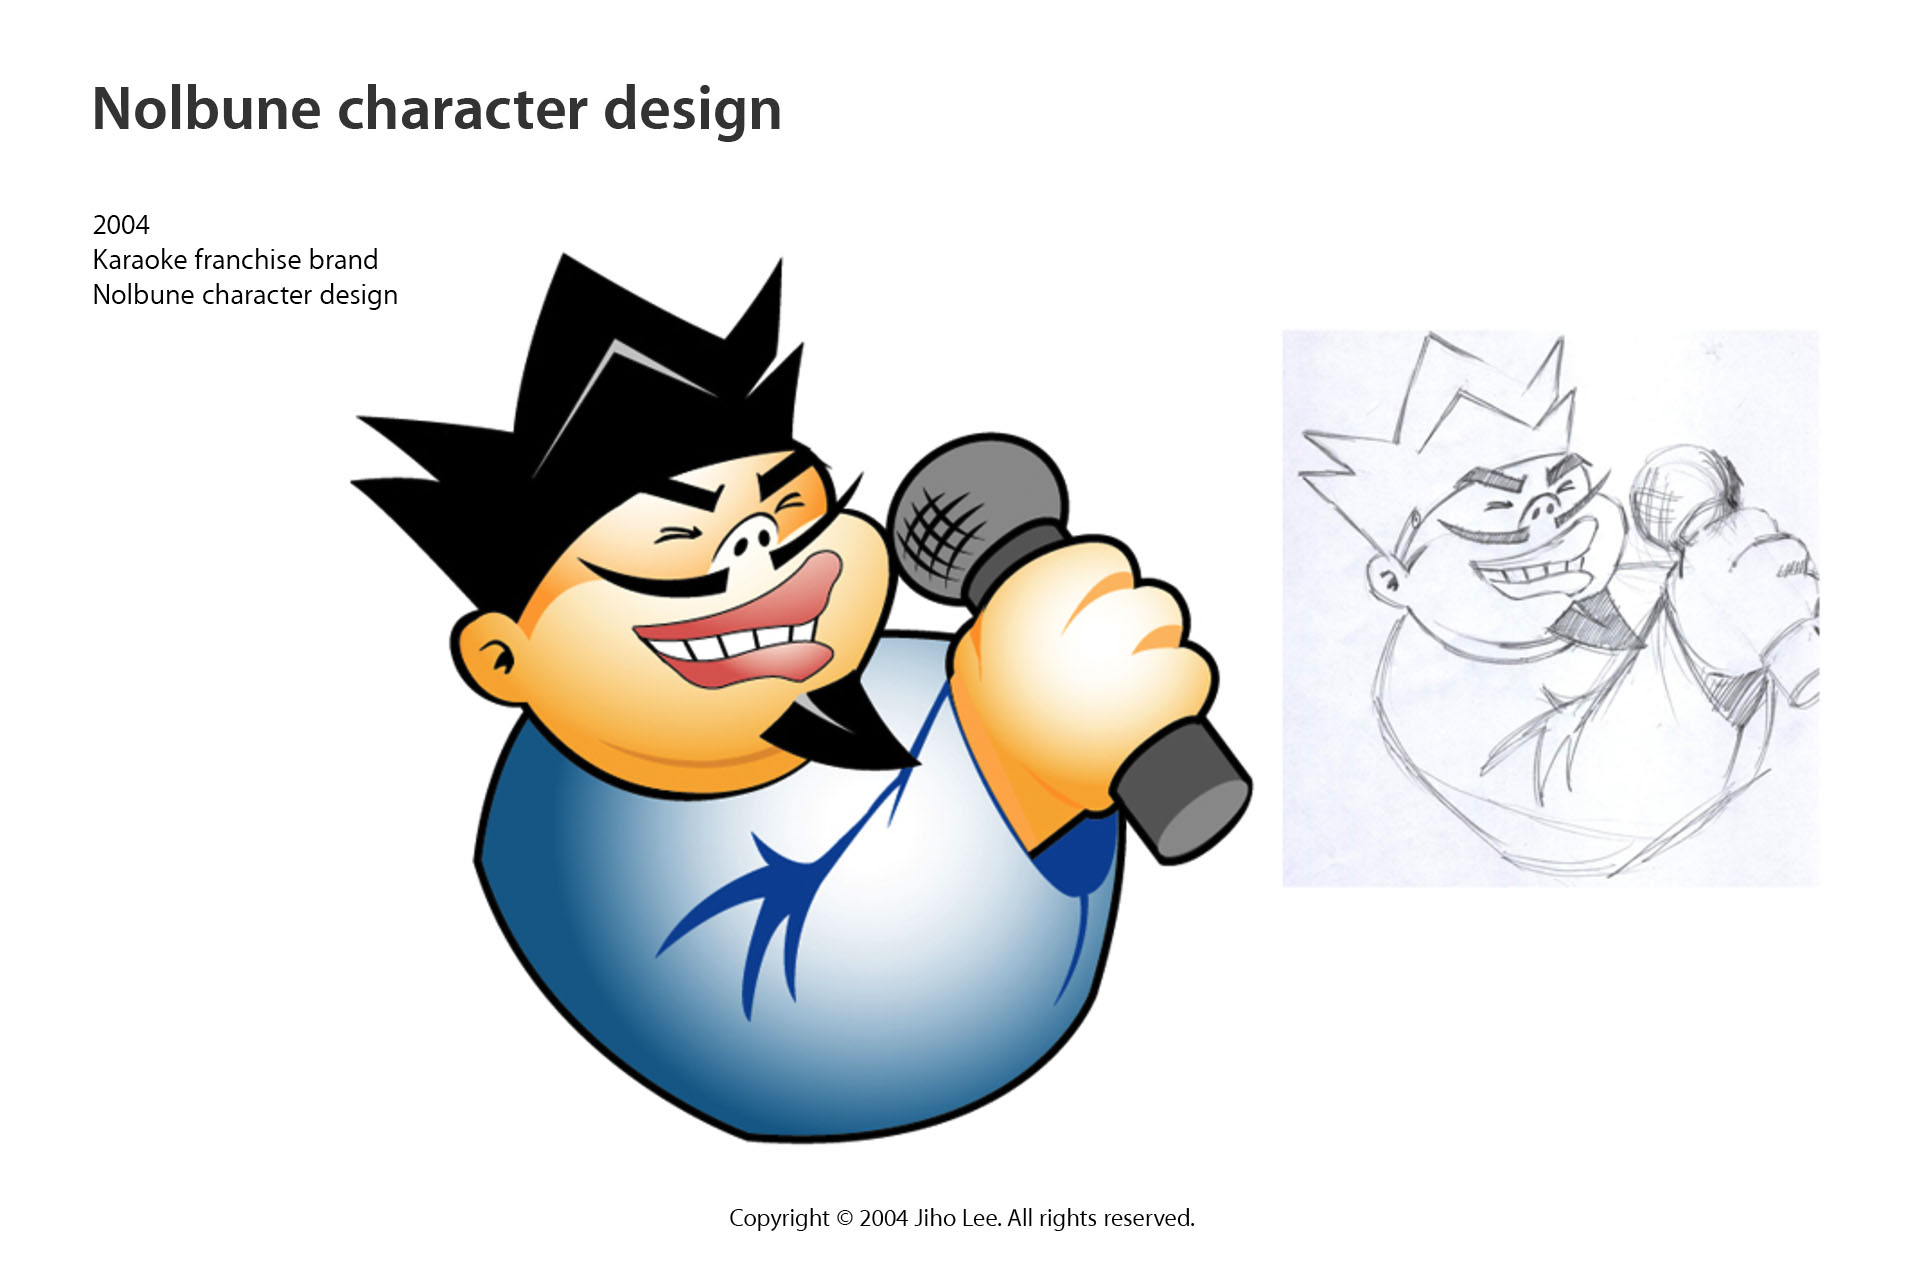 Nolbune character design
2004
Karaoke franchise brand
Nolbune character design
Copyright © 2004 Jiho Lee. All rights reserved.